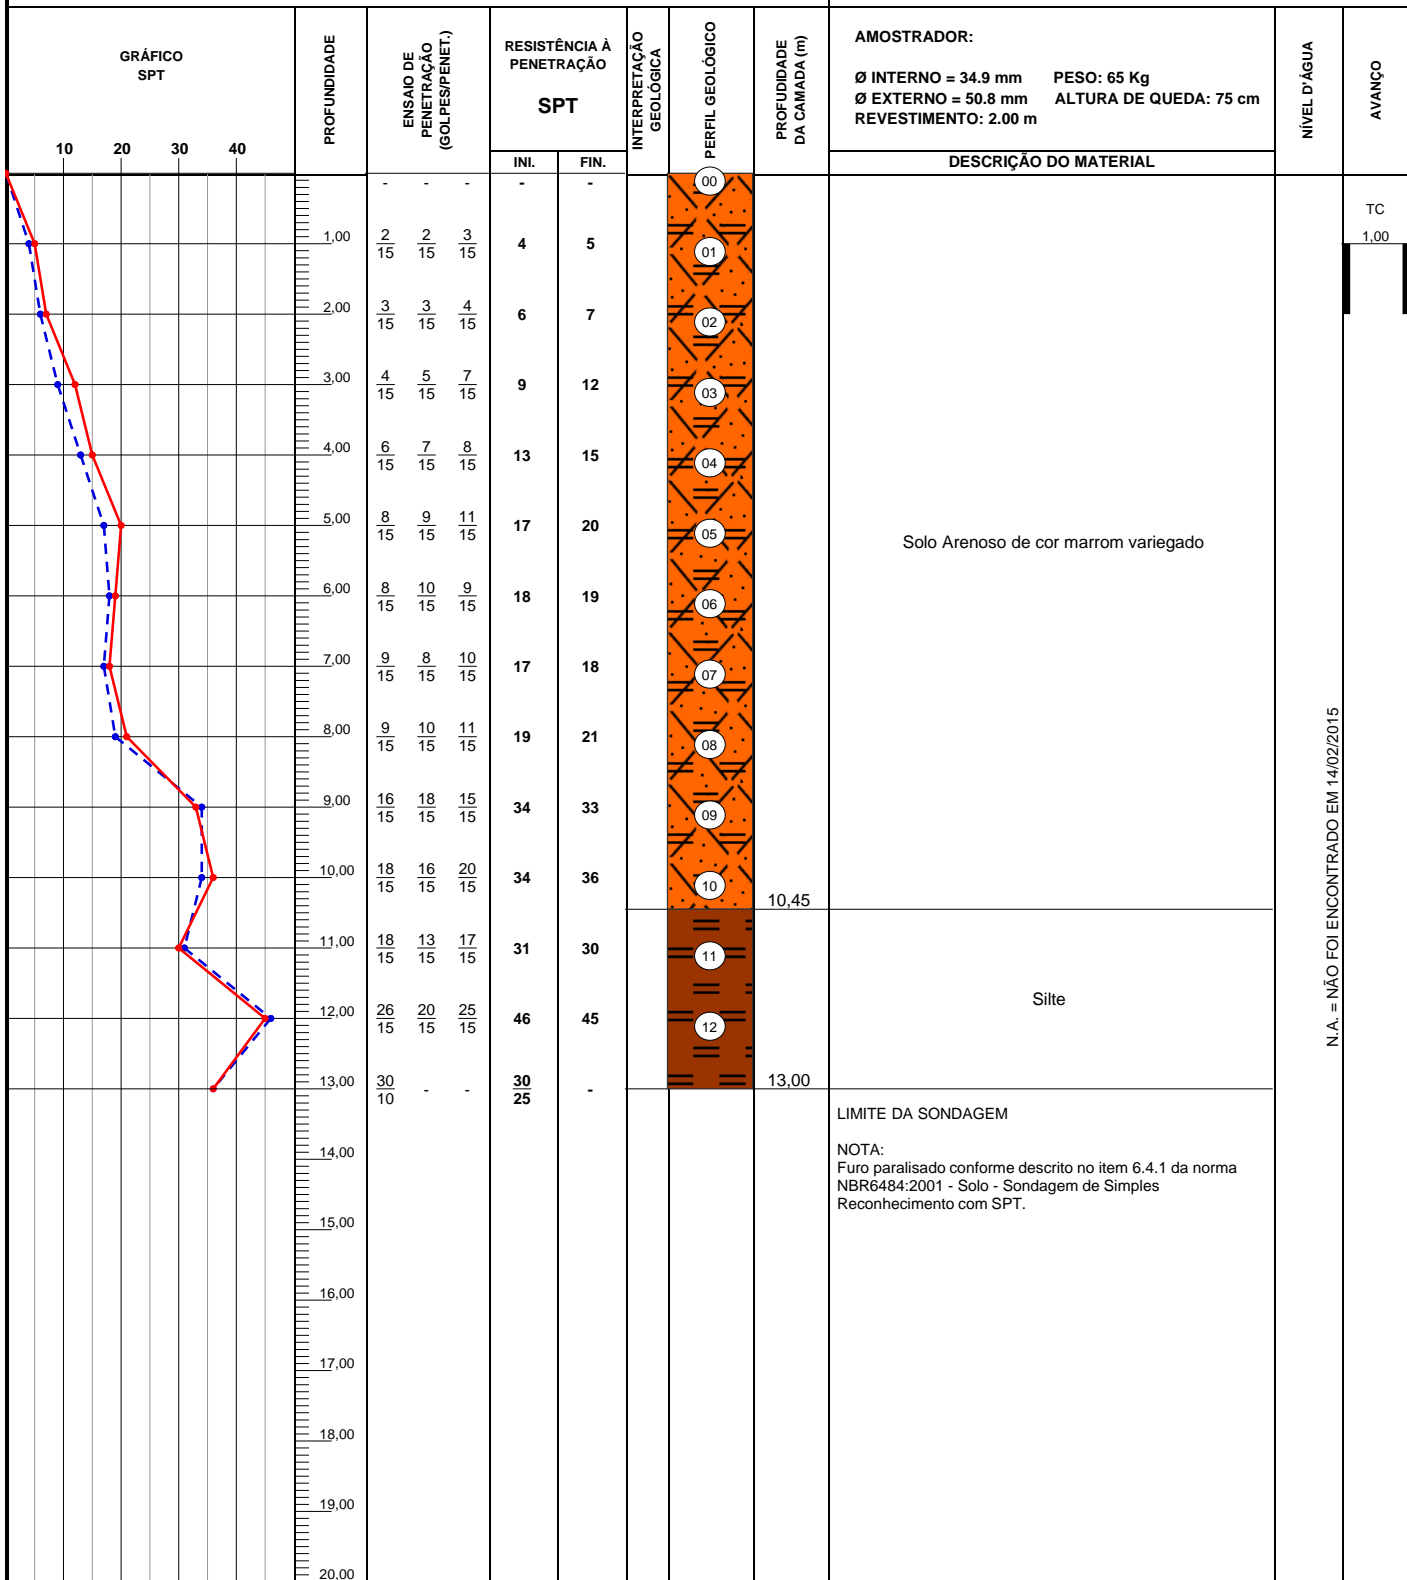 GRÁFICO
SPT
10 20 30 40
PROFUNDIDADE
ENSAIO DE
PENETRAÇÃO
(GOLPES/PENET.)
RESISTÊNCIA À
PENETRAÇÃO
SPT
INI. FIN.
INTERPRETAÇÃO
GEOLÓGICA
PERFIL GEOLÓGICO
PROFUDIDADE
DA CAMADA (m)
AMOSTRADOR:
Ø INTERNO = 34.9 mm PESO: 65 Kg
Ø EXTERNO = 50.8 mm ALTURA DE QUEDA: 75 cm
REVESTIMENTO: 2.00 m
DESCRIÇÃO DO MATERIAL
NÍVEL D'ÁGUA
AVANÇO
- - - - - 00
TC
1,00
1,00 2/15 2/15 3/15 4 5 01
2,00 3/15 3/15 4/15 6 7 02
3,00 4/15 5/15 7/15 9 12 03
4,00 6/15 7/15 8/15 13 15 04
5,00 8/15 9/15 11/15 17 20 05
Solo Arenoso de cor marrom variegado
6,00 8/15 10/15 9/15 18 19 06
7,00 9/15 8/15 10/15 17 18 07
8,00 9/15 10/15 11/15 19 21 08
9,00 16/15 18/15 15/15 34 33 09
10,00 18/15 16/15 20/15 34 36 10
10,45
11,00 18/15 13/15 17/15 31 30 11
Silte
12,00 26/15 20/15 25/15 46 45 12
13,00 30/10 - - 30/25 - 13,00
N.A. = NÃO FOI ENCONTRADO EM 14/02/2015
LIMITE DA SONDAGEM
NOTA:
Furo paralisado conforme descrito no item 6.4.1 da norma
NBR6484:2001 - Solo - Sondagem de Simples
Reconhecimento com SPT.
14,00
15,00
16,00
17,00
18,00
19,00
20,00